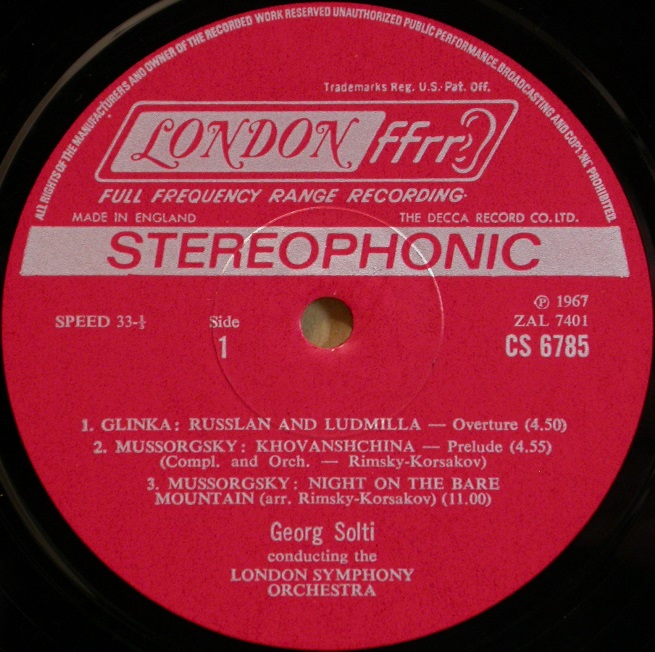 ALL RIGHTS OF THE MANUFACTURERS AND OWNER OF THE RECORDED WORK RESERVED UNAUTHORIZED PUBLIC PERFORMANCE, BROADCASTING AND COPYING PROHIBITED.
Trademarks Reg. U.S. Pat. Off.
LONDON ffrr
FULL FREQUENCY RANGE RECORDING
MADE IN ENGLAND THE DECCA RECORD CO. LTD.
STEREOPHONIC
℗ 1967
SPEED 33-⅓ Side ZAL 7401
1 CS 6785
1. GLINKA: RUSSLAN AND LUDMILLA — Overture (4.50)
2. MUSSORGSKY: KHOVANSHCHINA — Prelude (4.55)
(Compl. and Orch. — Rimsky-Korsakov)
3. MUSSORGSKY: NIGHT ON THE BARE
MOUNTAIN (arr. Rimsky-Korsakov) (11.00)
Georg Solti
conducting the
LONDON SYMPHONY
ORCHESTRA